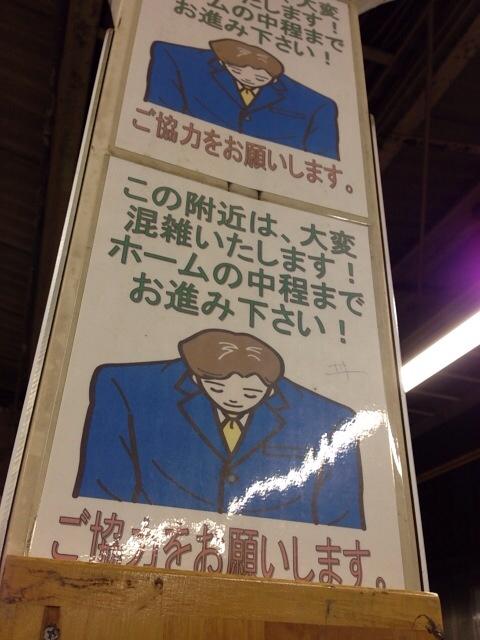 大変
たします！
ームの中程まで
お進み下さい！
ご協力をお願いします。
この附近は、大変
混雑いたします！
ホームの中程まで
お進み下さい！
ご協力をお願いします。